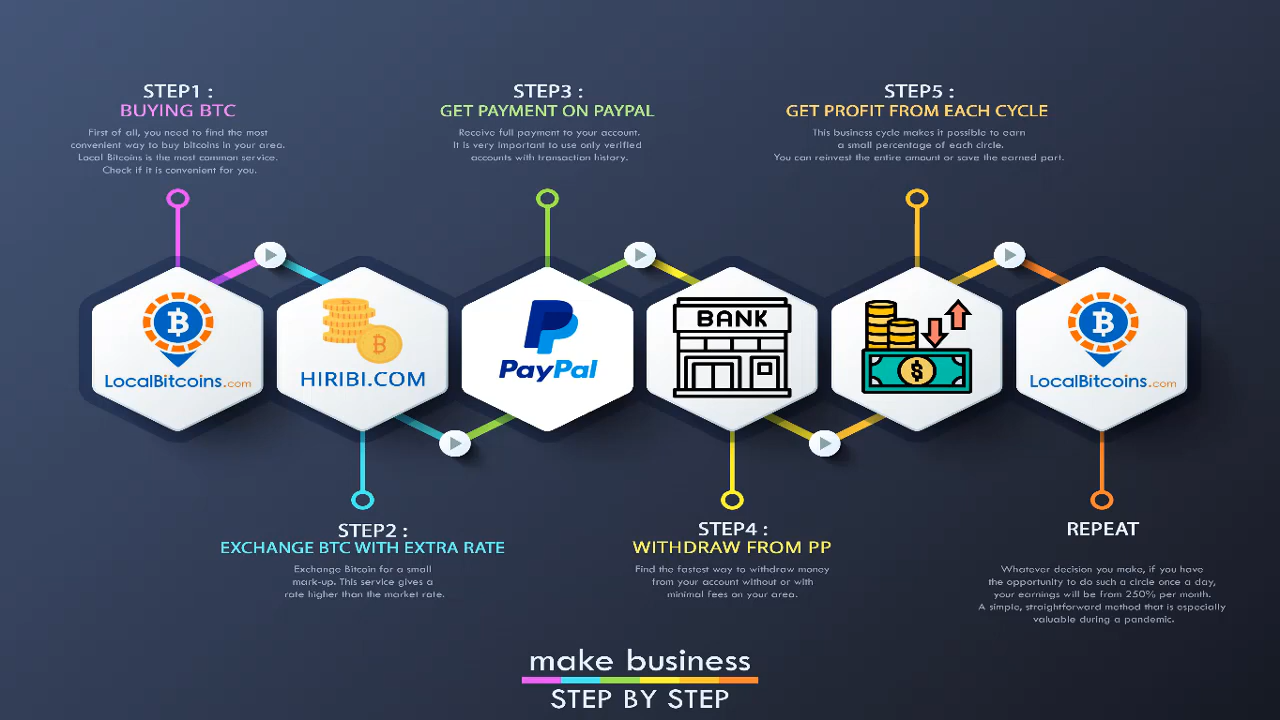 STEP1 :
BUYING BTC
First of all, you need to find the most
convenient way to buy bitcoins in your area.
Local Bitcoins is the most common service.
Check if it is convenient for you.
STEP3 :
GET PAYMENT ON PAYPAL
Receive full payment to your account.
It is very important to use only verified
accounts with transaction history.
STEP5 :
GET PROFIT FROM EACH CYCLE
This business cycle makes it possible to earn
a small percentage of each circle.
You can reinvest the entire amount or save the earned part.
LocalBitcoins.com
HIRIBI.COM
PayPal
BANK
LocalBitcoins.com
STEP2 :
EXCHANGE BTC WITH EXTRA RATE
Exchange Bitcoin for a small
mark-up. This service gives a
rate higher than the market rate.
STEP4 :
WITHDRAW FROM PP
Find the fastest way to withdraw money
from your account without or with
minimal fees on your area.
REPEAT
Whatever decision you make, if you have
the opportunity to do such a circle once a day,
your earnings will be from 250% per month.
A simple, straightforward method that is especially
valuable during a pandemic.
make business
STEP BY STEP